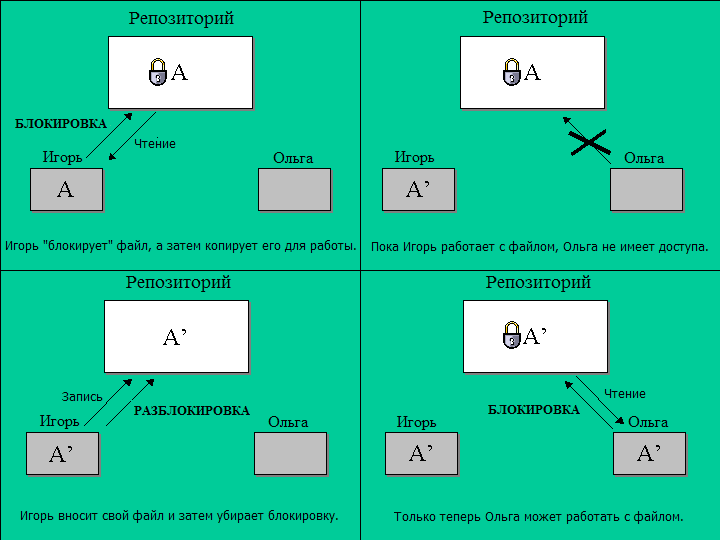 Репозиторий
А
БЛОКИРОВКА
Чтение
Игорь
Ольга
А
Игорь "блокирует" файл, а затем копирует его для работы.
Репозиторий
А
Игорь
Ольга
А’
Пока Игорь работает с файлом, Ольга не имеет доступа.
Репозиторий
А’
Запись
РАЗБЛОКИРОВКА
Игорь
Ольга
А’
Игорь вносит свой файл и затем убирает блокировку.
Репозиторий
А’
Чтение
БЛОКИРОВКА
Игорь
Ольга
А’
А’
Только теперь Ольга может работать с файлом.